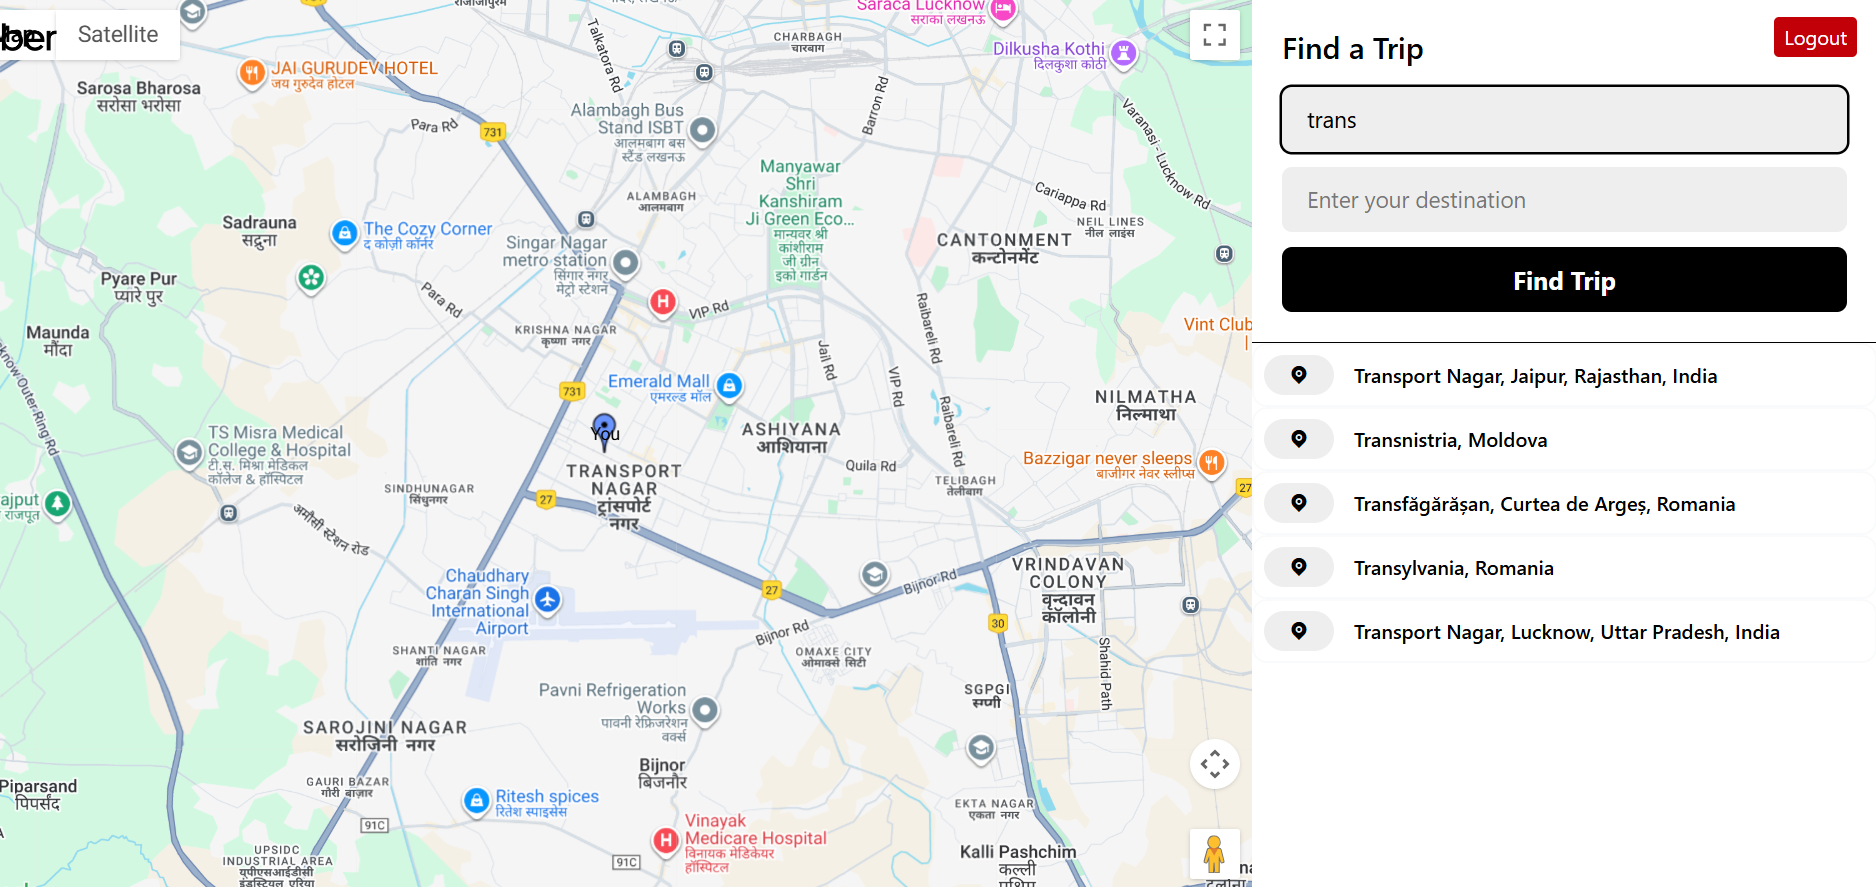 ber
Satellite
राजाजीपुरम
Saraca Lucknow
सराका लखनऊ
CHARBAGH
चारबाग
Talkatora Rd
Dilkusha Kothi
दिलकुशा कोठी
JAI GURUDEV HOTEL
जय गुरुदेव होटल
Sarosa Bharosa
सरोसा भरोसा
Para Rd
731
Alambagh Bus
Stand ISBT
आलमबाग बस
स्टैंड लखनऊ
Barron Rd
Varanasi - Lucknow Rd
Manyawar
Shri
Kanshiram
Ji Green Eco...
मान्यवर श्री
कांशीराम
जी ग्रीन
इको गार्डन
Cariappa Rd
ALAMBAGH
आलमबाग
NEIL LINES
नील लाइंस
Sadrauna
सद्रुना
The Cozy Corner
द कोज़ी कॉर्नर
Singar Nagar
metro station
सिंगार नगर
मेट्रो स्टेशन
CANTONMENT
कन्टोनमेंट
Pyare Pur
प्यारे पुर
Para Rd
VIP Rd
Raibareli Rd
Maunda
मौंदा
KRISHNA NAGAR
कृष्णा नगर
Jail Rd
Vint Club
Lucknow Outer Ring Rd
VIP Rd
Emerald Mall
एमरल्ड मॉल
731
NILMATHA
निल्माथा
Raibareli Rd
You
ASHIYANA
आशियाना
TS Misra Medical
College & Hospital
टी.स. मिश्रा मेडिकल
कॉलेज & हॉस्पिटल
TRANSPORT
NAGAR
ट्रांसपोर्ट
नगर
Quila Rd
Bazzigar never sleeps
बाजीगर नेवर स्लीप्स
TELIBAGH
तेलीबाग
SINDHUNAGAR
सिंधुनगर
27
27
ajput
राजपूत
अमौसी स्टेशन रोड
Chaudhary
Charan Singh
International
Airport
27
Bijnor Rd
VRINDAVAN
COLONY
वृन्दावन
कॉलोनी
30
Bijnor Rd
SHANTI NAGAR
शांति नगर
OMAXE CITY
ओमाक्से सिटी
Shahid Path
Pavni Refrigeration
Works
पावनी रेफ्रिजरेशन
वर्क्स
SGPGI
स्ग्पी
SAROJINI NAGAR
सरोजिनी नगर
Bijnor
बिजनौर
Piparsand
पिपर्संद
GAURI BAZAR
गौरी बाज़ार
Ritesh spices
रितेश स्पाइसेस
EKTA NAGAR
एकता नगर
91C
Vinayak
Medicare Hospital
विनायक मेडिकेयर
हॉस्पिटल
91C
UPSIDC
INDUSTRIAL AREA
यूपीएसआईडीसी
इंडस्ट्रियल एरिया
Kalli Pashchim
कल्ली
पश्चिम
Find a Trip
Logout
trans
Enter your destination
Find Trip
Transport Nagar, Jaipur, Rajasthan, India
Transnistria, Moldova
Transfăgărășan, Curtea de Argeș, Romania
Transylvania, Romania
Transport Nagar, Lucknow, Uttar Pradesh, India